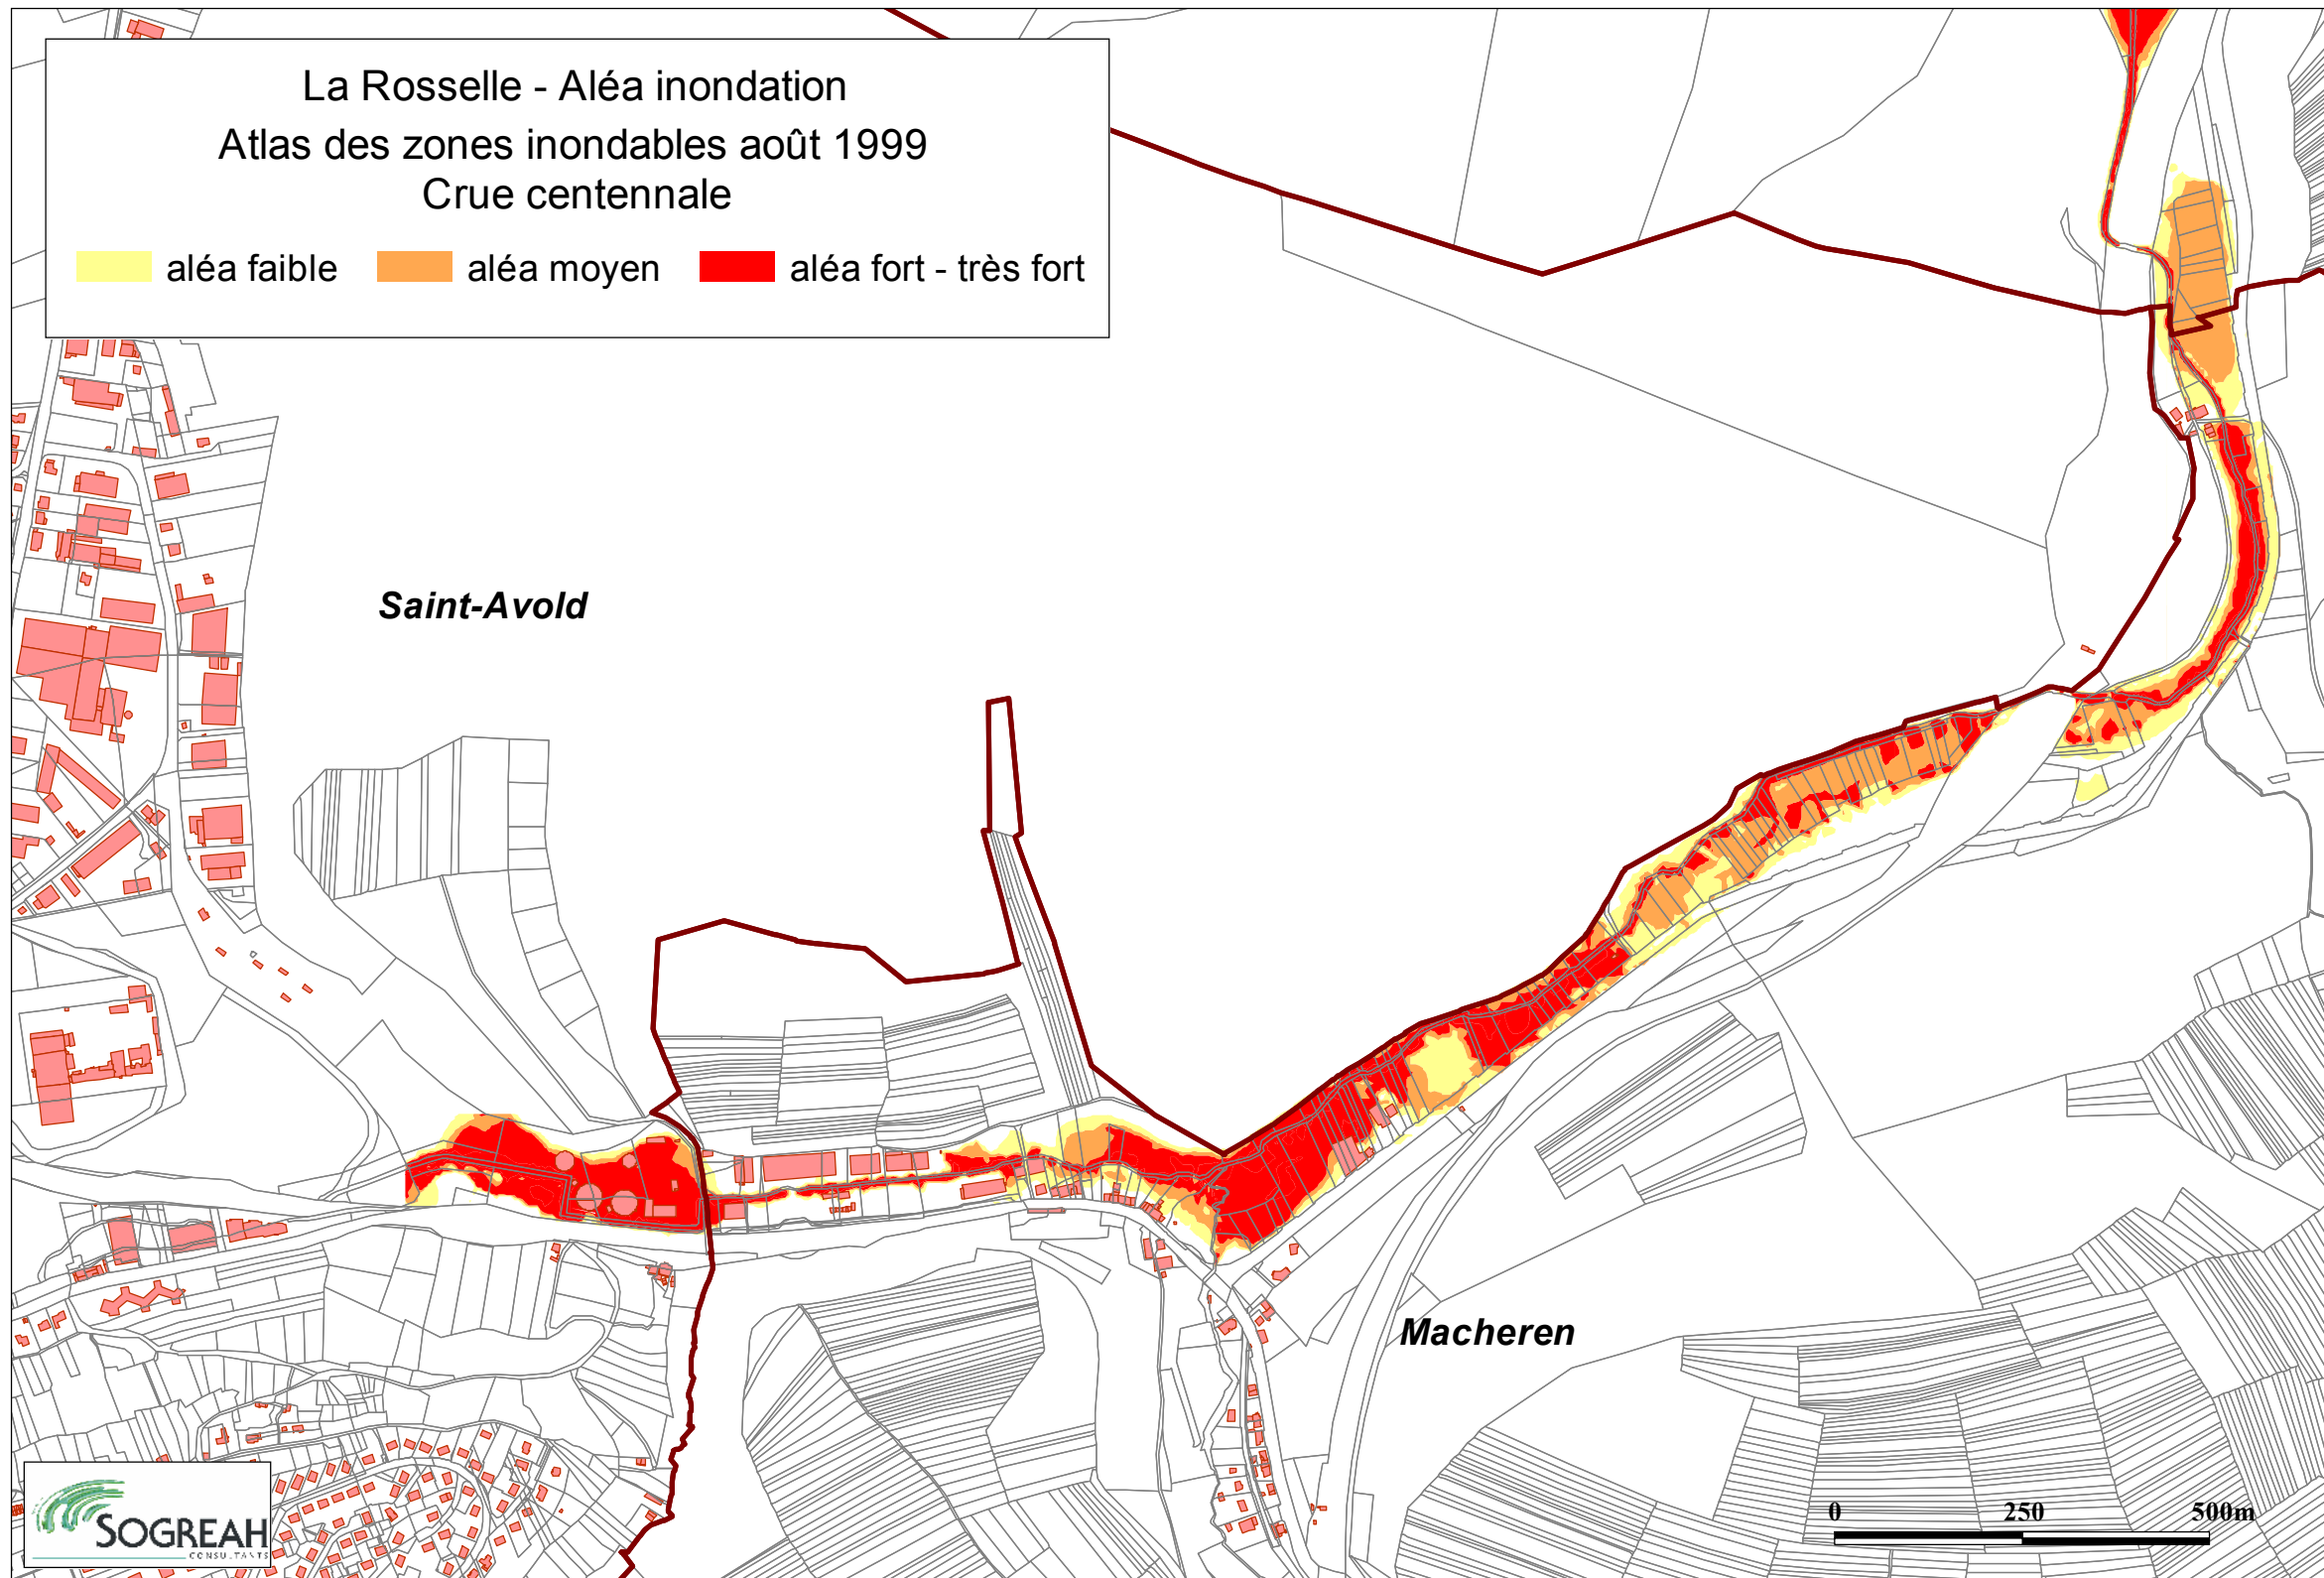 La Rosselle - Aléa inondation
Atlas des zones inondables août 1999
Crue centennale
aléa faible aléa moyen aléa fort - très fort
Saint-Avold
Macheren
0 250 500m
SOGREAH
CONSULTANTS